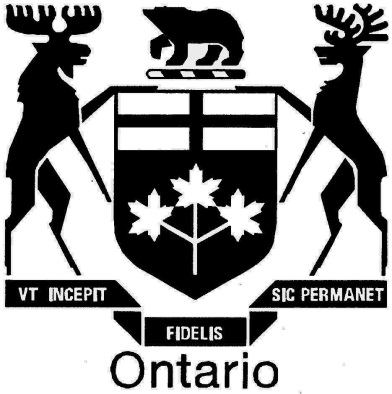 VT INCEPIT
FIDELIS
SIC PERMANET
Ontario